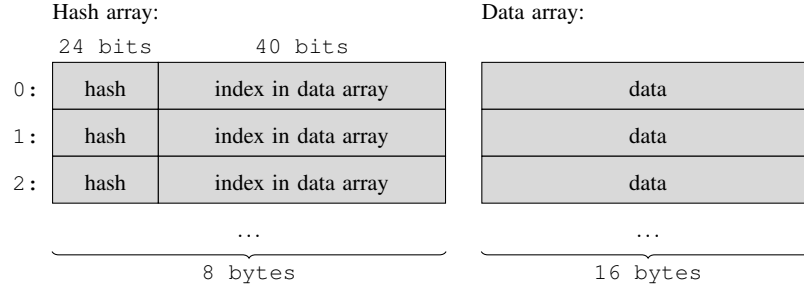 Hash array: Data array:
24 bits 40 bits
0: hash index in data array data
1: hash index in data array data
2: hash index in data array data
... ...
8 bytes 16 bytes